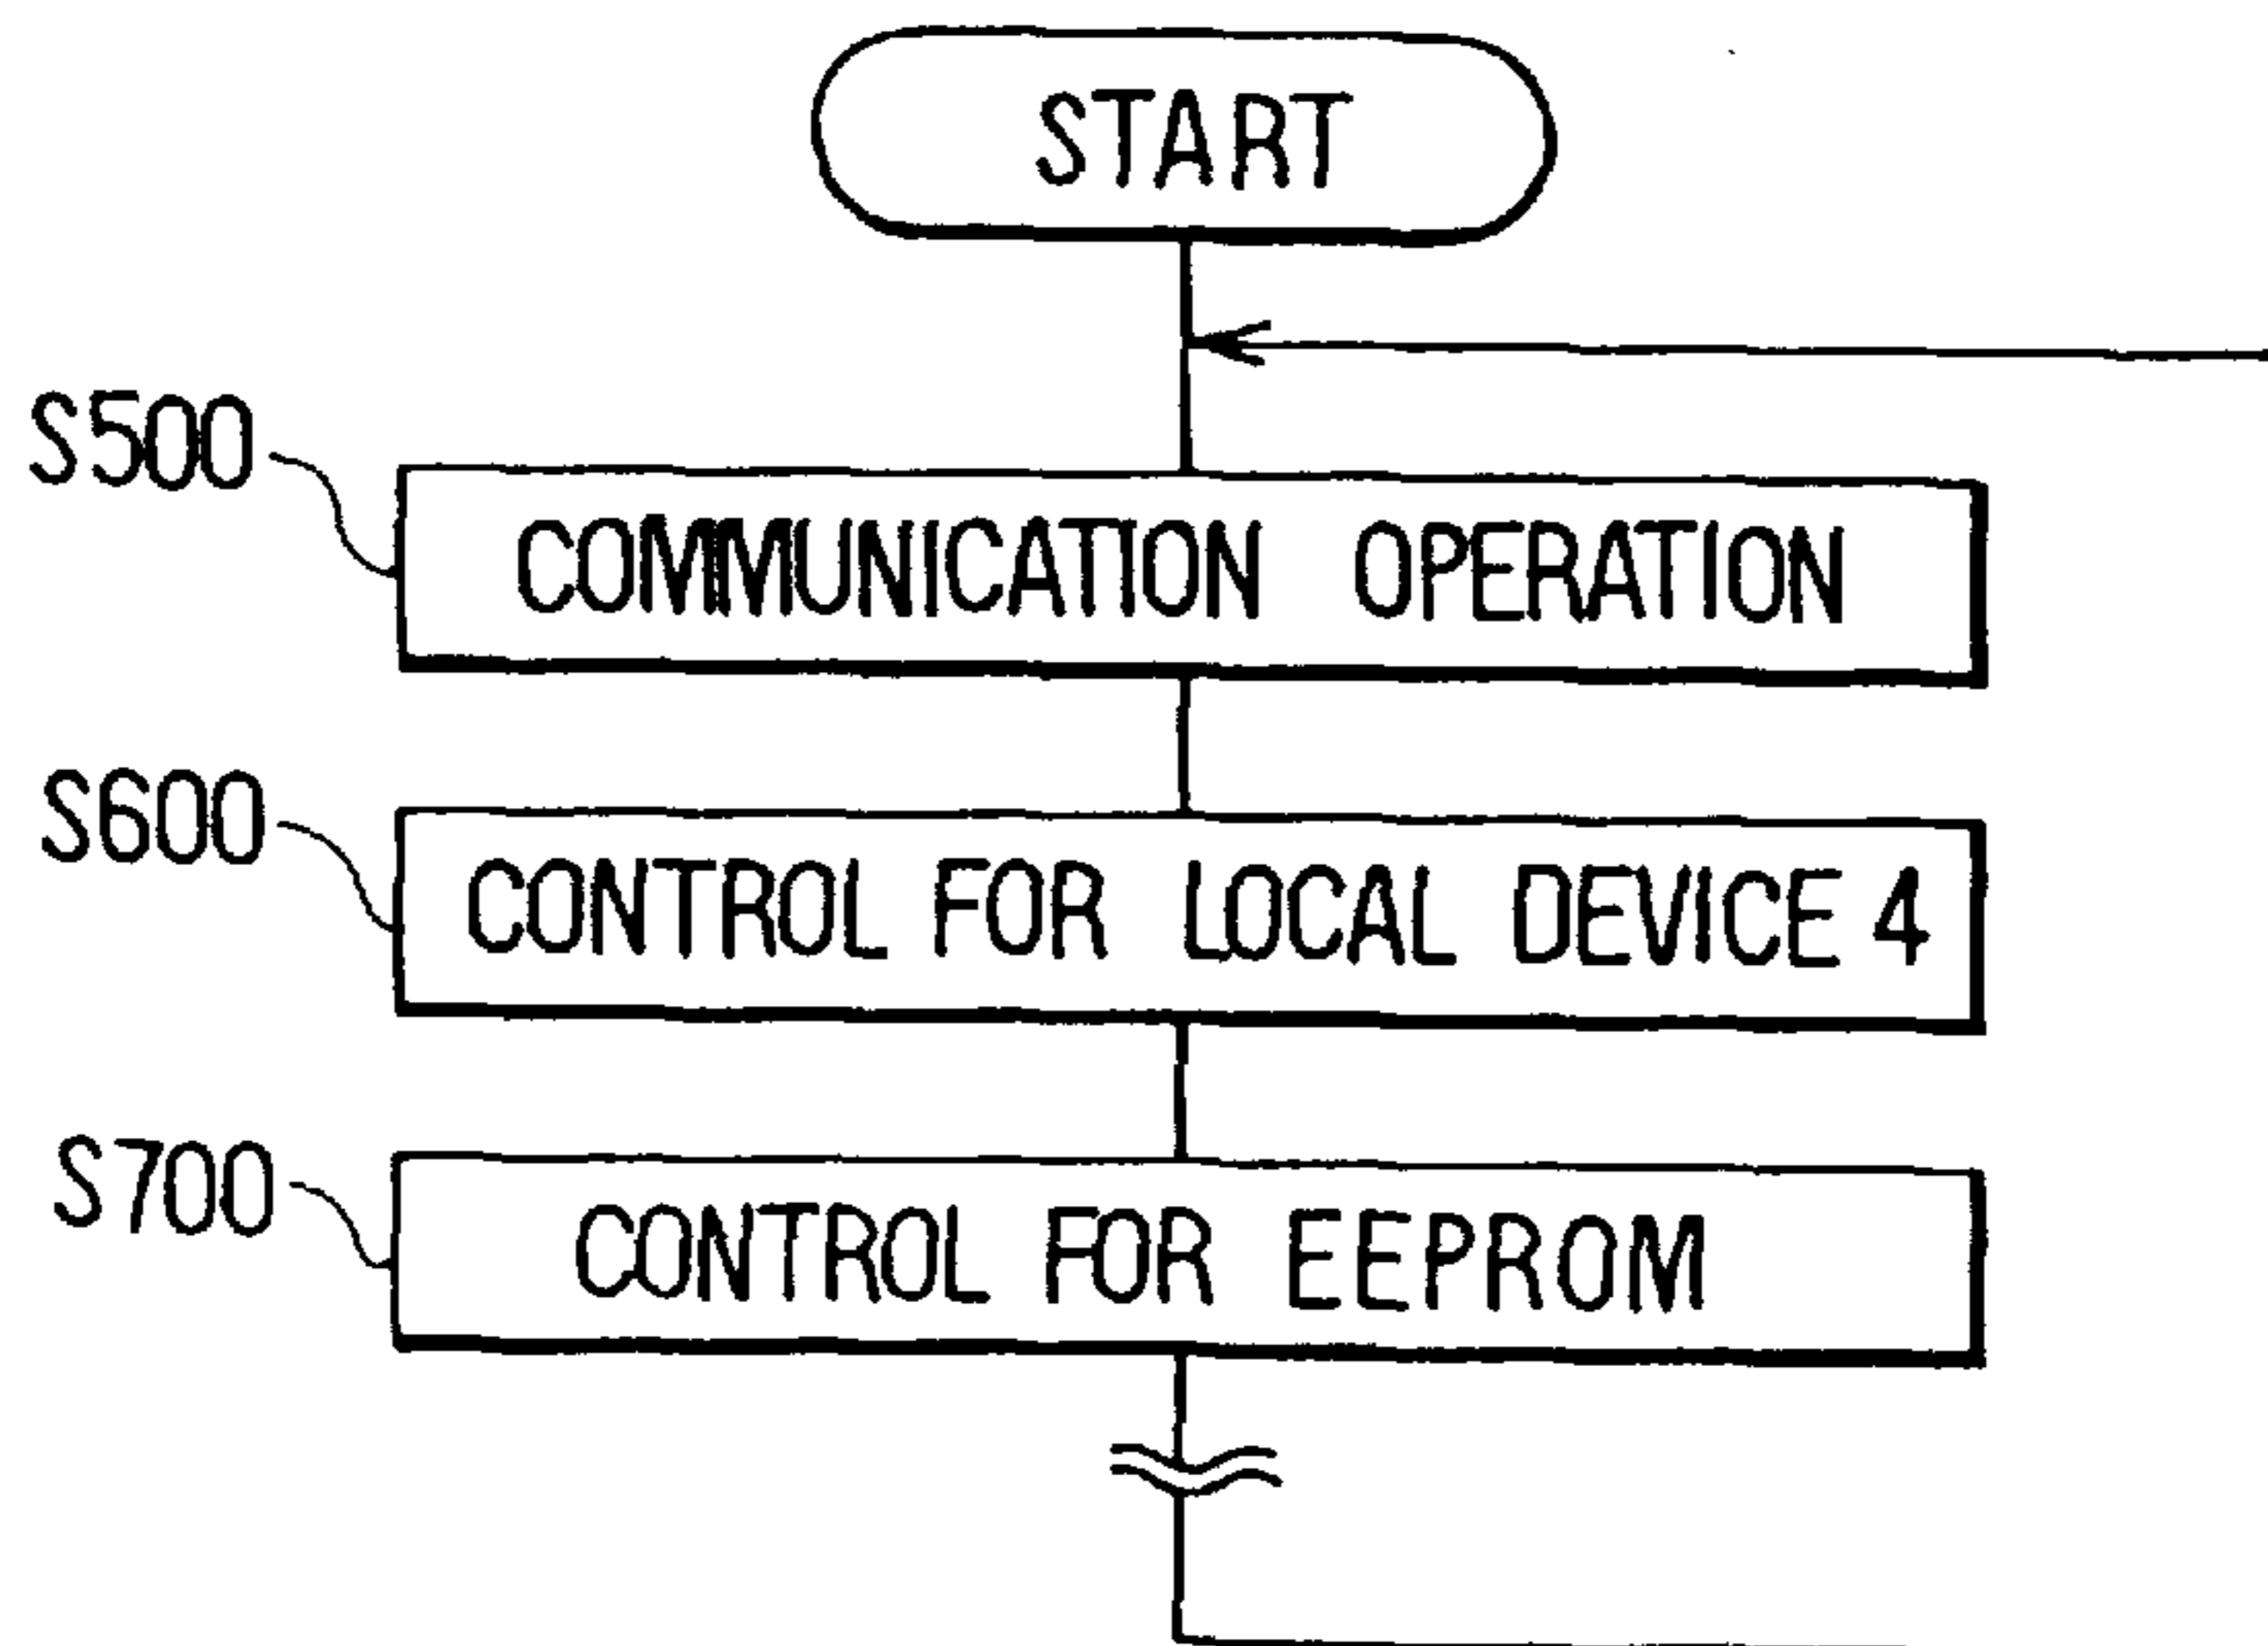 START
S500
COMMUNICATION OPERATION
S600
CONTROL FOR LOCAL DEVICE 4
S700
CONTROL FOR EEPROM